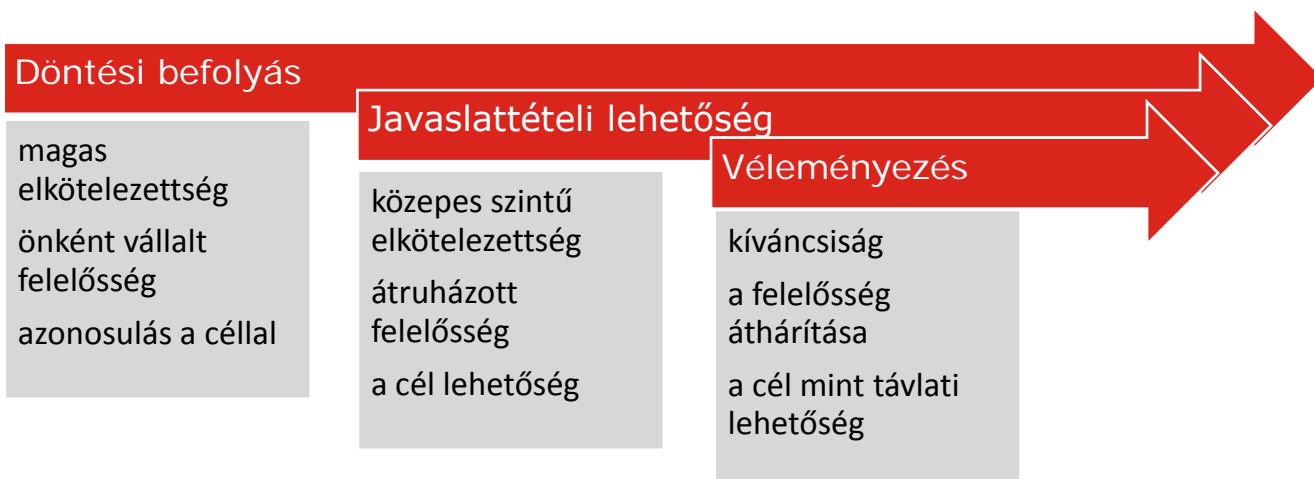 Döntési befolyás
magas
elkötelezettség
önként vállalt
felelősség
azonosulás a céllal
Javaslattételi lehetőség
közepes szintű
elkötelezettség
átruházott
felelősség
a cél lehetőség
Véleményezés
kíváncsiság
a felelősség
áthárítása
a cél mint távlati
lehetőség